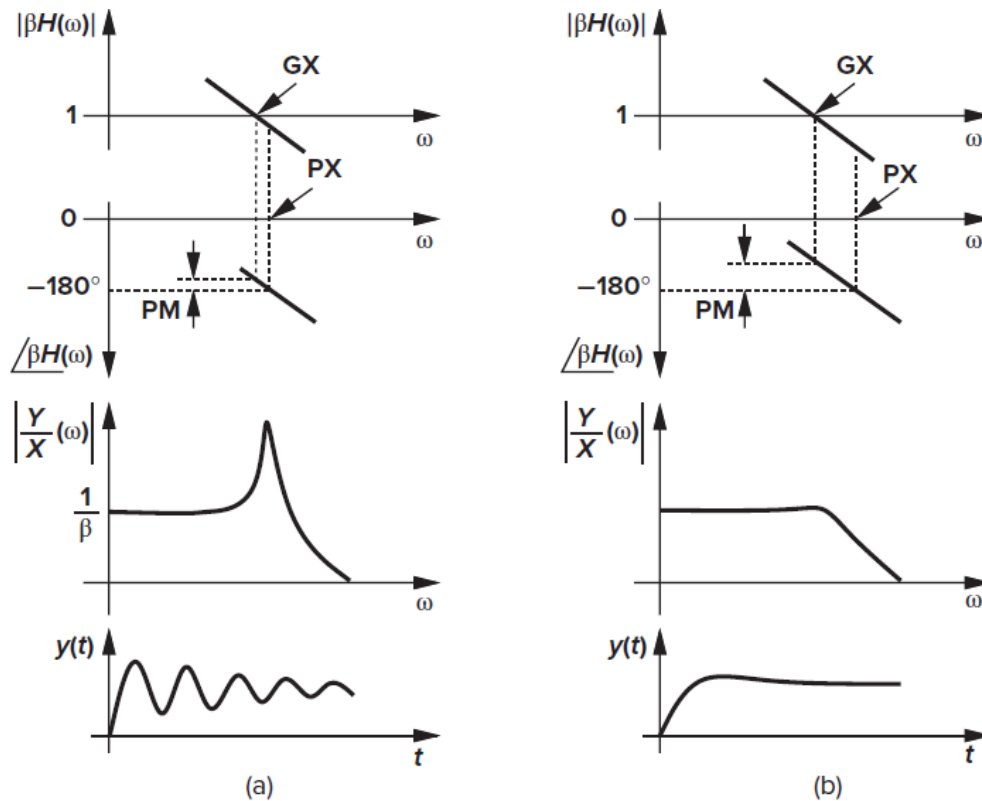 |βH(ω)|
GX
1
ω
PX
0
ω
−180°
PM
∠βH(ω)
|Y/X (ω)|
1/β
ω
y(t)
t
(a)
|βH(ω)|
GX
1
ω
PX
0
ω
−180°
PM
∠βH(ω)
|Y/X (ω)|
ω
y(t)
t
(b)